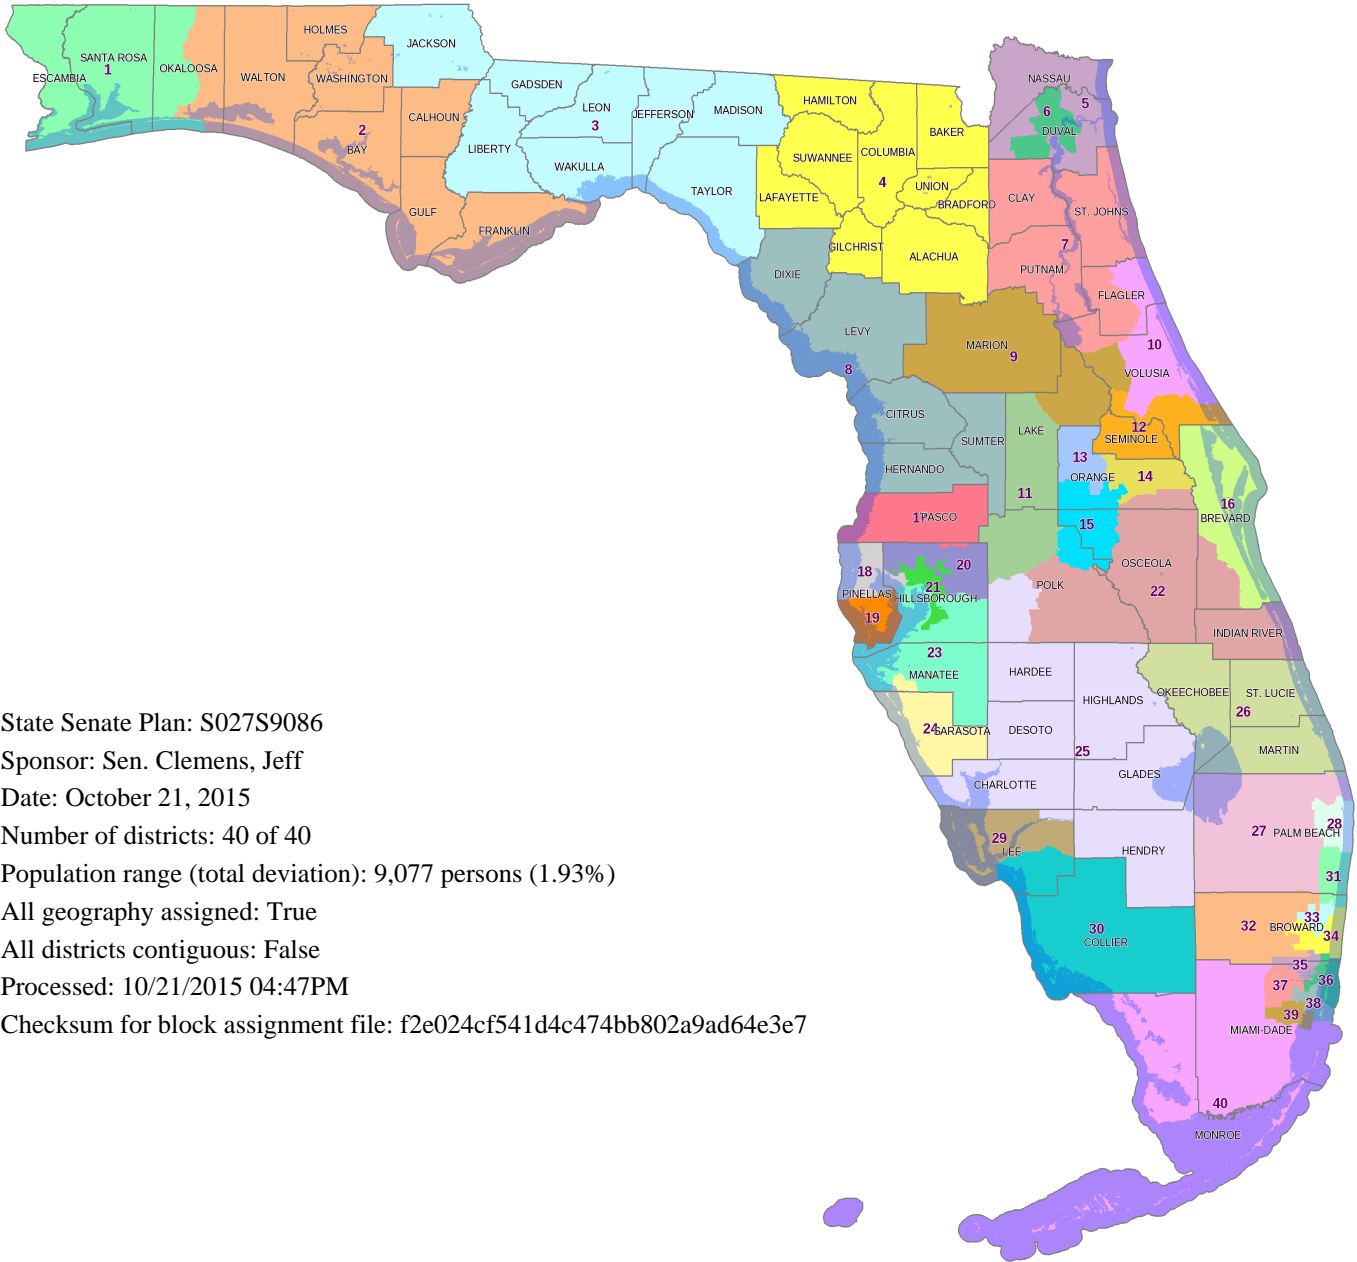 HOLMES
JACKSON
SANTA ROSA
1
OKALOOSA
ESCAMBIA
WALTON
WASHINGTON
GADSDEN
LEON
3
JEFFERSON
MADISON
CALHOUN
2
BAY
LIBERTY
WAKULLA
TAYLOR
GULF
FRANKLIN
HAMILTON
SUWANNEE
COLUMBIA
BAKER
4
UNION
BRADFORD
LAFAYETTE
GILCHRIST
ALACHUA
NASSAU
5
6
DUVAL
CLAY
ST. JOHNS
7
PUTNAM
FLAGLER
DIXIE
LEVY
MARION
9
8
10
VOLUSIA
CITRUS
SUMTER
LAKE
12
SEMINOLE
13
ORANGE
14
HERNANDO
11
16
BREVARD
PASCO
15
18
20
21
PINELLAS
HILLSBOROUGH
19
POLK
OSCEOLA
22
INDIAN RIVER
23
MANATEE
HARDEE
HIGHLANDS
OKEECHOBEE
ST. LUCIE
26
24
SARASOTA
DESOTO
25
MARTIN
CHARLOTTE
GLADES
29
LEE
HENDRY
27
PALM BEACH
28
31
30
COLLIER
32
BROWARD
33
34
35
36
37
38
39
MIAMI-DADE
40
MONROE
State Senate Plan: S027S9086
Sponsor: Sen. Clemens, Jeff
Date: October 21, 2015
Number of districts: 40 of 40
Population range (total deviation): 9,077 persons (1.93%)
All geography assigned: True
All districts contiguous: False
Processed: 10/21/2015 04:47PM
Checksum for block assignment file: f2e024cf541d4c474bb802a9ad64e3e7